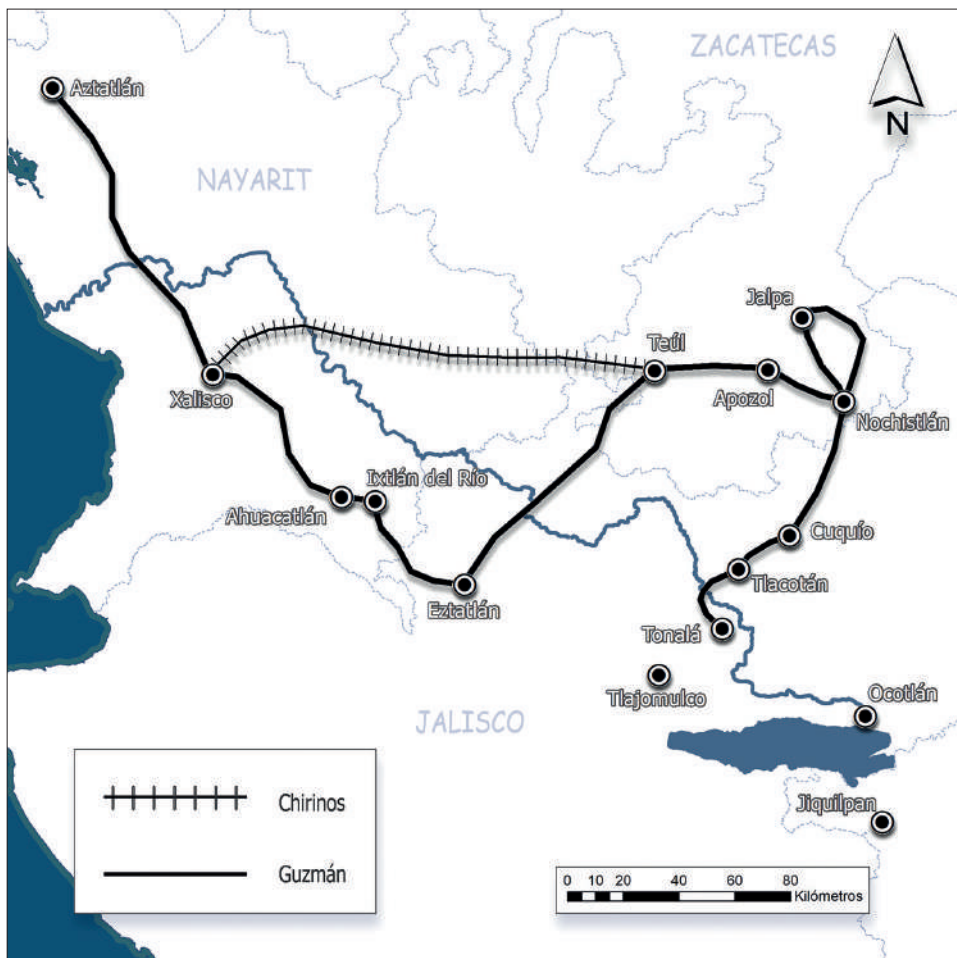 ZACATECAS
N
Aztatlán
NAYARIT
Jalpa
Teúl
Xalisco
Apozol
Nochistlán
Ixtlán del Río
Ahuacatlán
Cuquío
Eztatlán
Tlacotán
Tonalá
Tlajomulco
Ocotlán
JALISCO
Chirinos
Jiquilpan
Guzmán
0 10 20 40 60 80
Kilómetros